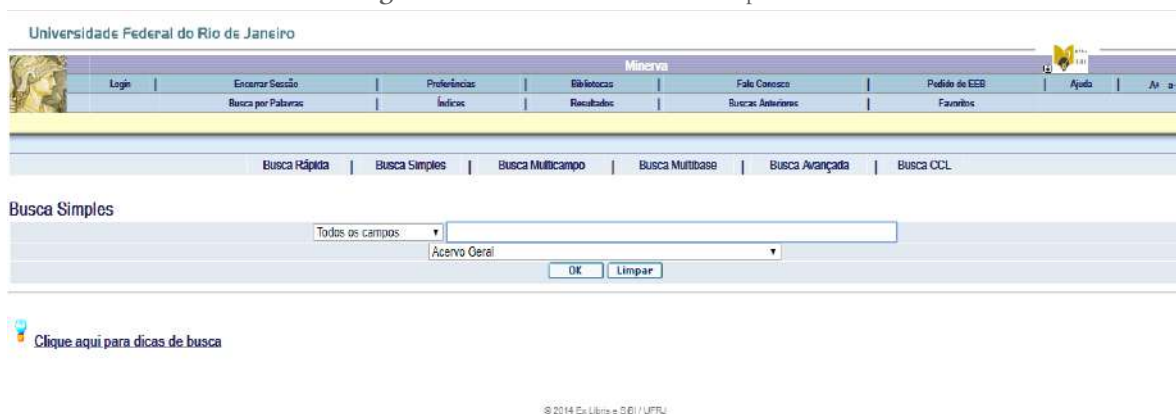 Universidade Federal do Rio de Janeiro
Minerva
Login | Encerrar Sessão | Preferências | Bibliotecas | Fale Conosco | Pedido de EEB | Ajuda |
Busca por Palavras | Índices | Resultados | Buscas Anteriores | Favoritos
Busca Rápida | Busca Simples | Busca Multicampo | Busca Multibase | Busca Avançada | Busca CCL
Busca Simples
Todos os campos
Acervo Geral
OK Limpar
Clique aqui para dicas de busca
© 2014 Ex Libris e SiBI / UFRJ